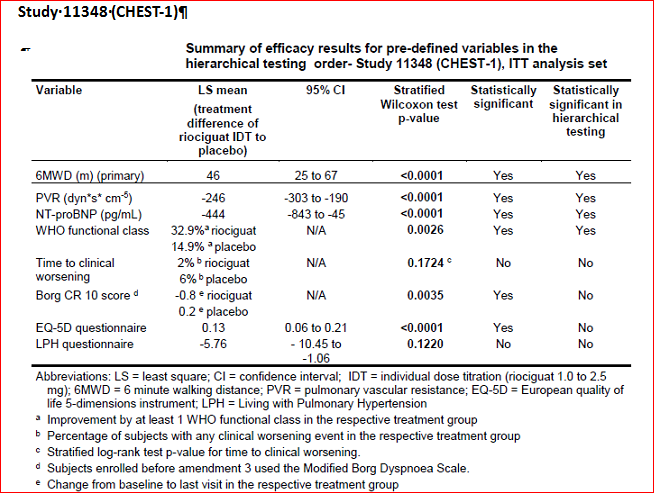 Study·11348·(CHEST-1)¶
Summary of efficacy results for pre-defined variables in the
hierarchical testing order- Study 11348 (CHEST-1), ITT analysis set
Variable LS mean 95% CI Stratified Statistically Statistically
(treatment Wilcoxon test significant significant in
difference of p-value hierarchical
riociguat IDT to testing
placebo)
6MWD (m) (primary) 46 25 to 67 <0.0001 Yes Yes
PVR (dyn*s* cm-5) -246 -303 to -190 <0.0001 Yes Yes
NT-proBNP (pg/mL) -444 -843 to -45 <0.0001 Yes Yes
WHO functional class 32.9%a riociguat N/A 0.0026 Yes Yes
14.9% a placebo
Time to clinical 2% b riociguat N/A 0.1724 c No No
worsening 6% b placebo
Borg CR 10 score d -0.8 e riociguat N/A 0.0035 Yes No
0.2 e placebo
EQ-5D questionnaire 0.13 0.06 to 0.21 <0.0001 Yes No
LPH questionnaire -5.76 - 10.45 to 0.1220 No No
-1.06
Abbreviations: LS = least square; CI = confidence interval; IDT = individual dose titration (riociguat 1.0 to 2.5
mg); 6MWD = 6 minute walking distance; PVR = pulmonary vascular resistance; EQ-5D = European quality of
life 5-dimensions instrument; LPH = Living with Pulmonary Hypertension
a Improvement by at least 1 WHO functional class in the respective treatment group
b Percentage of subjects with any clinical worsening event in the respective treatment group
c Stratified log-rank test p-value for time to clinical worsening.
d Subjects enrolled before amendment 3 used the Modified Borg Dyspnoea Scale.
e Change from baseline to last visit in the respective treatment group